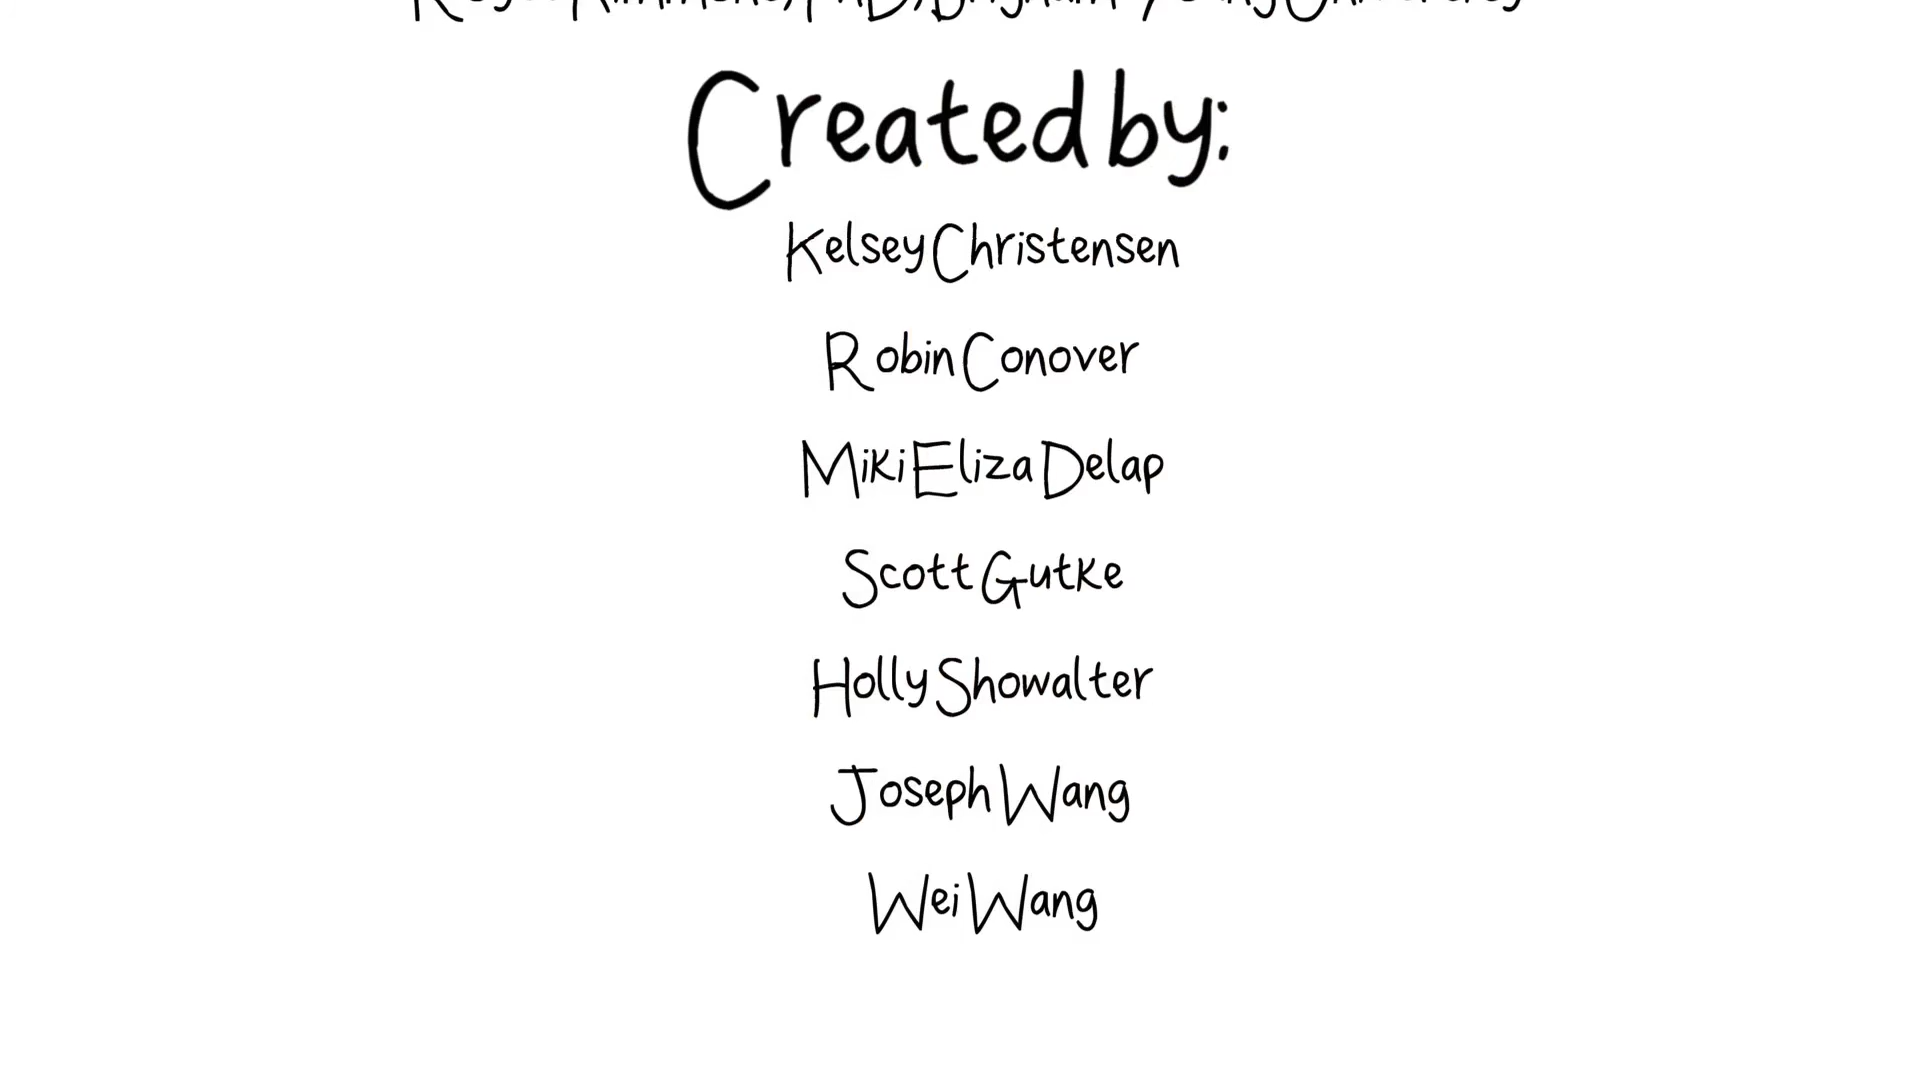 Created by:
Kelsey Christensen
Robin Conover
Miki Eliza Delap
Scott Gutke
Holly Showalter
Joseph Wang
Wei Wang